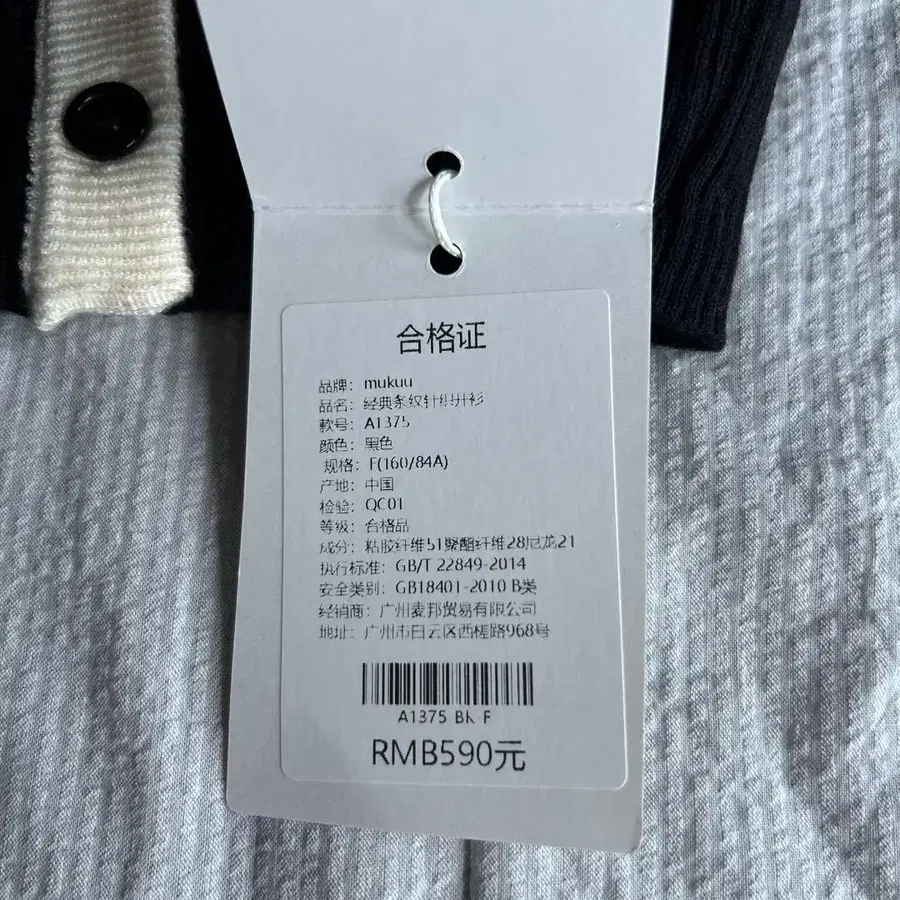 合格证
品牌: mukuu
品名: 经典条纹针织开衫
款号: A1375
颜色: 黑色
规格: F(160/84A)
产地: 中国
检验: QC01
等级: 合格品
成分: 粘胶纤维51聚酯纤维28尼龙21
执行标准: GB/T 22849-2014
安全类别: GB18401-2010 B类
经销商: 广州麦邦贸易有限公司
地址: 广州市白云区西槎路968号
A1375 BK-F
RMB590元